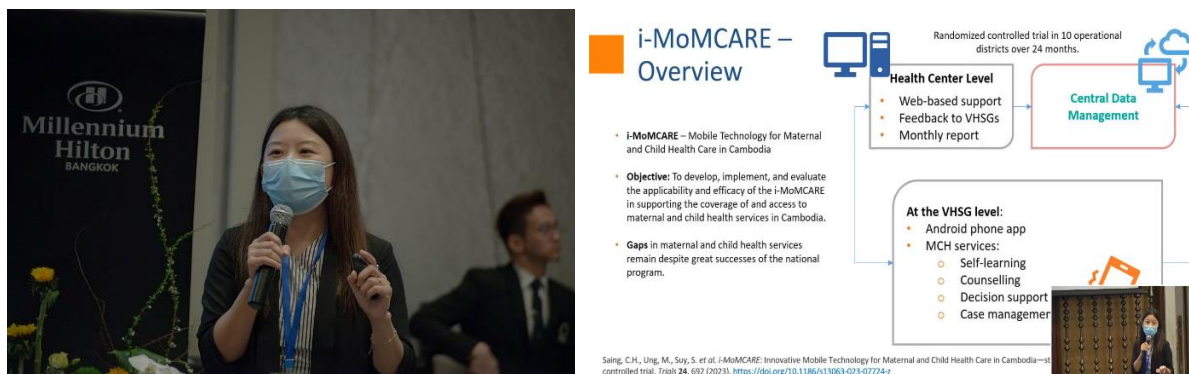 Millennium
Hilton
BANGKOK
i-MoMCARE –
Overview
• i-MoMCARE – Mobile Technology for Maternal
and Child Health Care in Cambodia
• Objective: To develop, implement, and evaluate
the applicability and efficacy of the i-MoMCARE
in supporting the coverage of and access to
maternal and child health services in Cambodia.
• Gaps in maternal and child health services
remain despite great successes of the national
program.
Randomized controlled trial in 10 operational
districts over 24 months.
Health Center Level
• Web-based support
• Feedback to VHSGs
• Monthly report
Central Data
Management
At the VHSG level:
• Android phone app
• MCH services:
o Self-learning
o Counselling
o Decision support
o Case managemer
Saing, C.H., Ung, M., Suy, S. et al. i-MoMCARE: Innovative Mobile Technology for Maternal and Child Health Care in Cambodia—st
controlled trial. Trials 24, 692 (2023). https://doi.org/10.1186/s13063-023-07724-z